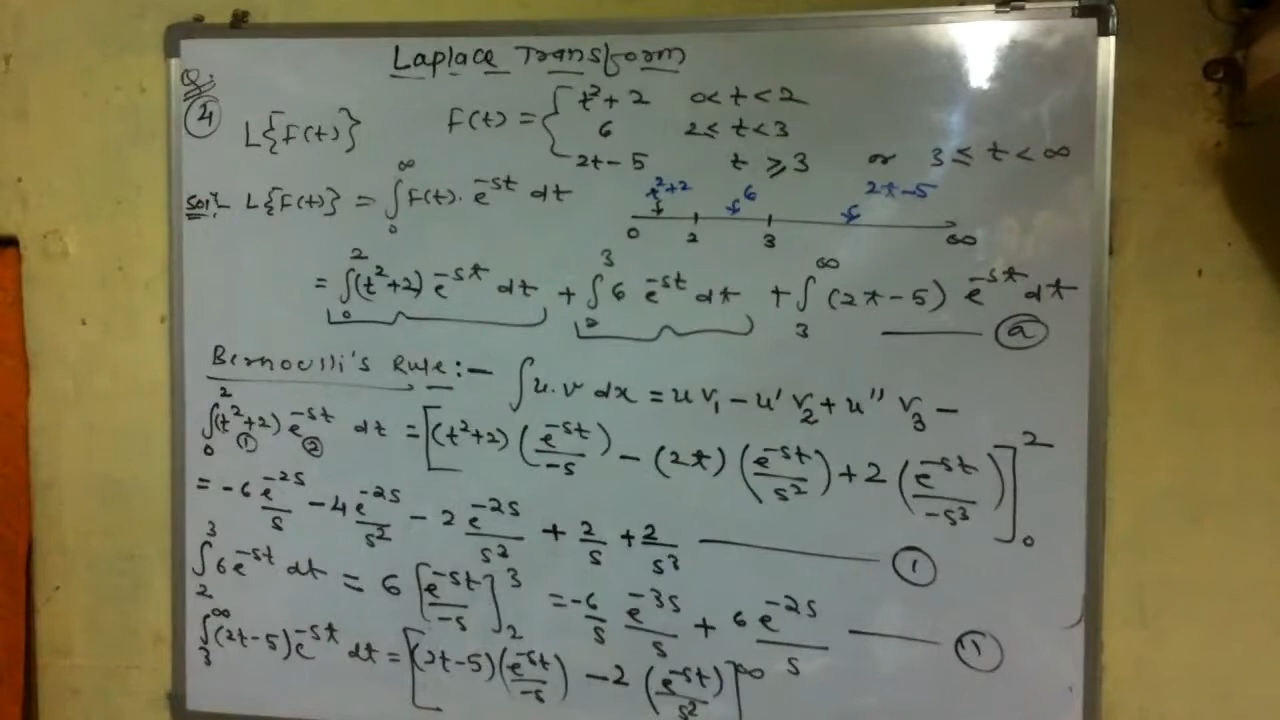 Laplace Transform
Q:
④ L{f(t)} f(t) = { t²+2 0<t<2
6 2≤t<3
2t-5 t≥3 or 3≤t<∞
Solⁿ:- L{f(t)} = ∫₀^∞ f(t). e^-st dt
t²+2 6 2t-5
0 2 3 ∞
= ∫₀² (t²+2) e^-st dt + ∫₂³ 6 e^-st dt + ∫₃^∞ (2t-5) e^-st dt —— ⓐ
Bernoulli's Rule:- ∫u.v dx = u v₁ - u' v₂ + u'' v₃ -
∫₀² (t²+2) e^-st dt = [(t²+2) (e^-st/-s) - (2t) (e^-st/s²) + 2 (e^-st/-s³)]₀²
① ②
= -6 e^-2s/s - 4 e^-2s/s² - 2 e^-2s/s³ + 2/s + 2/s³ —— ①
∫₂³ 6e^-st dt = 6 [e^-st/-s]₂³ = -6/s e^-3s/s + 6 e^-2s/s —— ⑪
∫₃^∞ (2t-5) e^-st dt = [(2t-5) (e^-st/-s) - 2 (e^-st/s²)]^∞